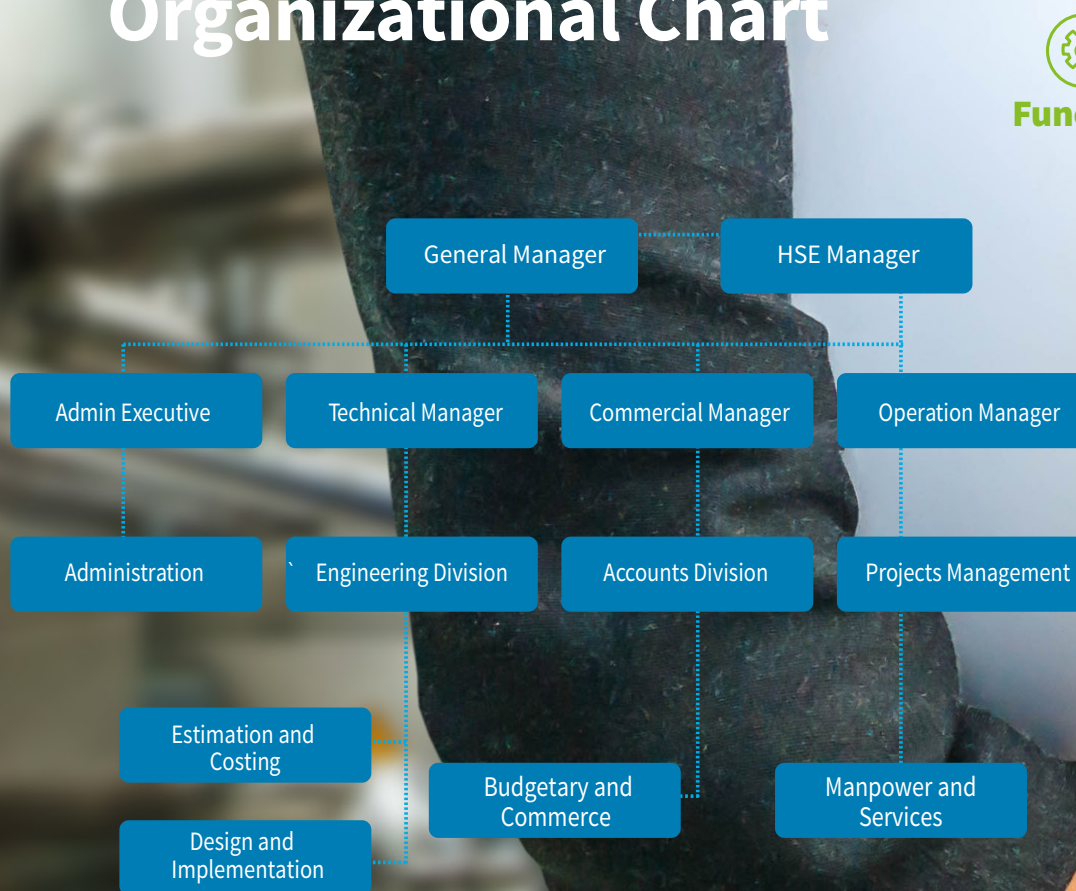 Organizational Chart
General Manager
HSE Manager
Admin Executive
Technical Manager
Commercial Manager
Operation Manager
Administration
` Engineering Division
Accounts Division
Projects Management
Estimation and
Costing
Budgetary and
Commerce
Manpower and
Services
Design and
Implementation